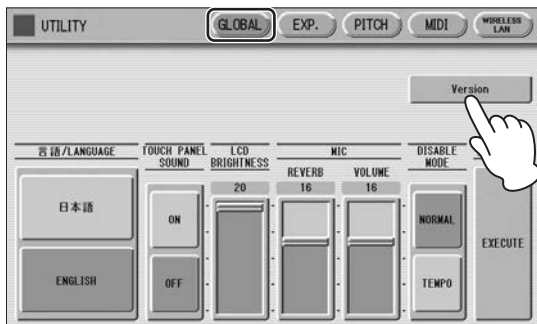 UTILITY
GLOBAL
EXP.
PITCH
MIDI
WIRELESS
LAN
Version
言語/LANGUAGE
TOUCH PANEL
SOUND
LCD
BRIGHTNESS
MIC
DISABLE
MODE
REVERB
VOLUME
20
16
16
日本語
ENGLISH
ON
OFF
NORMAL
TEMPO
EXECUTE